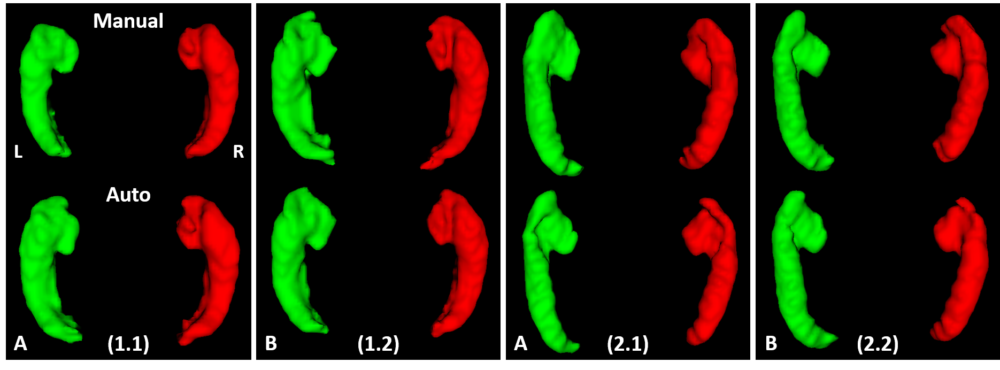 Manual
L
R
Auto
A
(1.1)
B
(1.2)
A
(2.1)
B
(2.2)